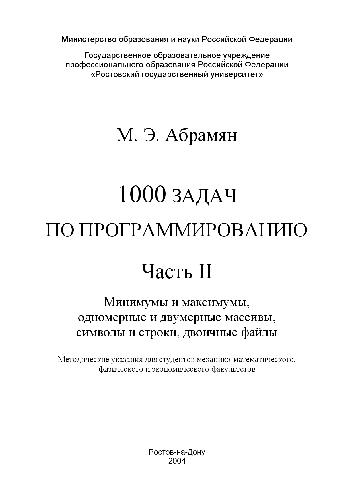 Министерство образования и науки Российской Федерации
Государственное образовательное учреждение
профессионального образования Российской Федерации
«Ростовский государственный университет»
М. Э. Абрамян
1000 ЗАДАЧ
ПО ПРОГРАММИРОВАНИЮ
Часть II
Минимумы и максимумы,
одномерные и двумерные массивы,
символы и строки, двоичные файлы
Методические указания для студентов механико-математического,
физического и экономического факультетов
Ростов-на-Дону
2004